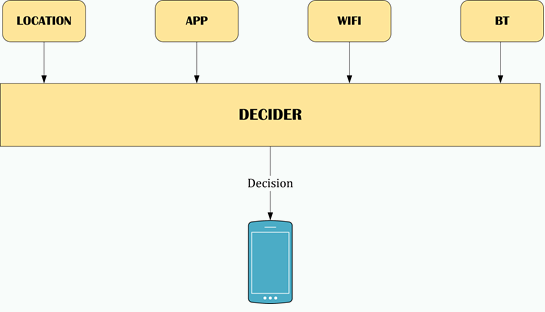 LOCATION
APP
WIFI
BT
DECIDER
Decision